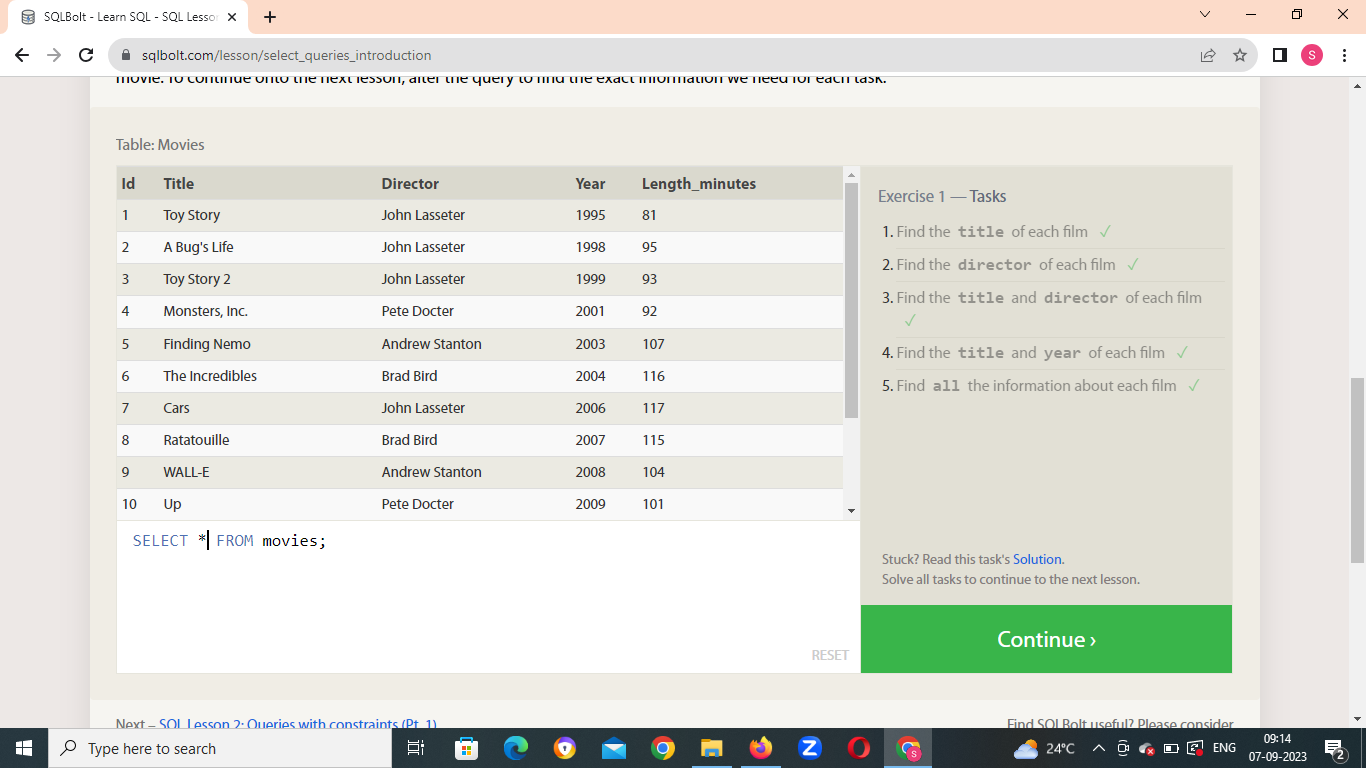 SQLBolt - Learn SQL - SQL Lesson
sqlbolt.com/lesson/select_queries_introduction
S
movie. To continue onto the next lesson, alter the query to find the exact information we need for each task.
Table: Movies
Id Title Director Year Length_minutes
1 Toy Story John Lasseter 1995 81
2 A Bug's Life John Lasseter 1998 95
3 Toy Story 2 John Lasseter 1999 93
4 Monsters, Inc. Pete Docter 2001 92
5 Finding Nemo Andrew Stanton 2003 107
6 The Incredibles Brad Bird 2004 116
7 Cars John Lasseter 2006 117
8 Ratatouille Brad Bird 2007 115
9 WALL-E Andrew Stanton 2008 104
10 Up Pete Docter 2009 101
SELECT * FROM movies;
RESET
Exercise 1 — Tasks
1. Find the title of each film ✓
2. Find the director of each film ✓
3. Find the title and director of each film
✓
4. Find the title and year of each film ✓
5. Find all the information about each film ✓
Stuck? Read this task's Solution.
Solve all tasks to continue to the next lesson.
Continue ›
Next – SQL Lesson 2: Queries with constraints (Pt. 1)
Find SQLBolt useful? Please consider
Type here to search
24°C
ENG
09:14
07-09-2023
2